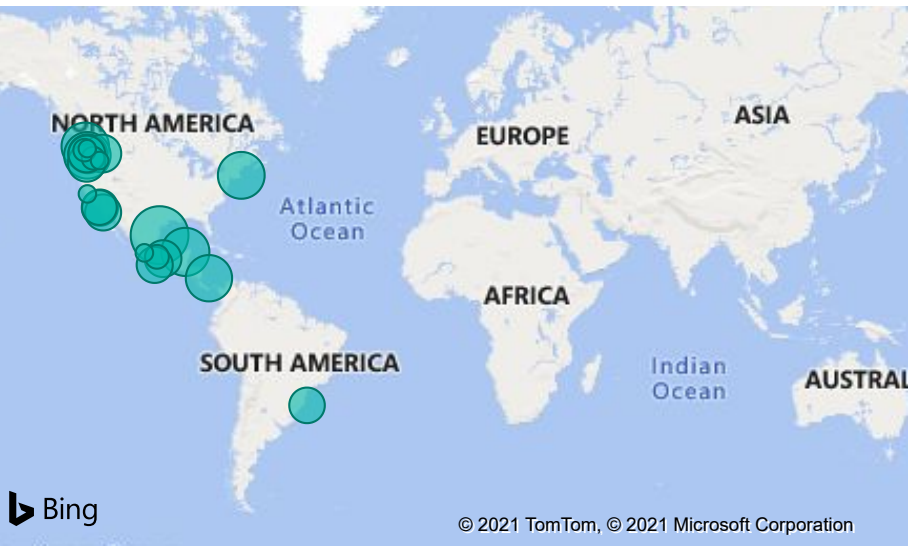 NORTH AMERICA
ASIA
EUROPE
Atlantic
Ocean
AFRICA
SOUTH AMERICA
Indian
Ocean
AUSTRAL
Bing
© 2021 TomTom, © 2021 Microsoft Corporation